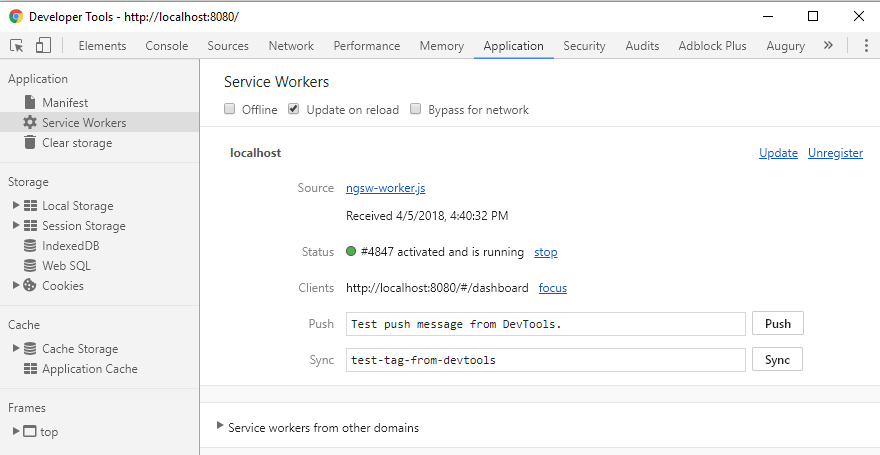 Developer Tools - http://localhost:8080/
Elements Console Sources Network Performance Memory Application Security Audits Adblock Plus Augury
Application
Manifest
Service Workers
Clear storage
Storage
Local Storage
Session Storage
IndexedDB
Web SQL
Cookies
Cache
Cache Storage
Application Cache
Frames
top
Service Workers
Offline Update on reload Bypass for network
localhost Update Unregister
Source ngsw-worker.js
Received 4/5/2018, 4:40:32 PM
Status #4847 activated and is running stop
Clients http://localhost:8080/#/dashboard focus
Push Test push message from DevTools. Push
Sync test-tag-from-devtools Sync
Service workers from other domains